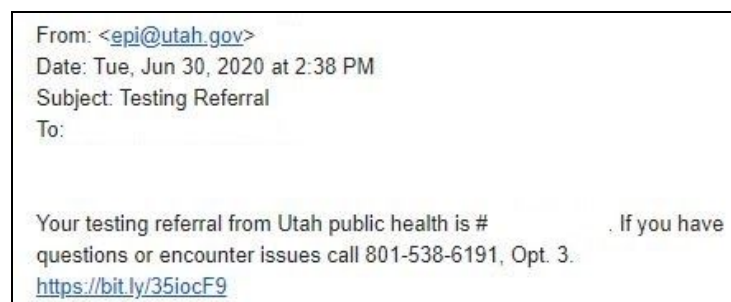 From: <epi@utah.gov>
Date: Tue, Jun 30, 2020 at 2:38 PM
Subject: Testing Referral
To:
Your testing referral from Utah public health is # . If you have
questions or encounter issues call 801-538-6191, Opt. 3.
https://bit.ly/35iocF9